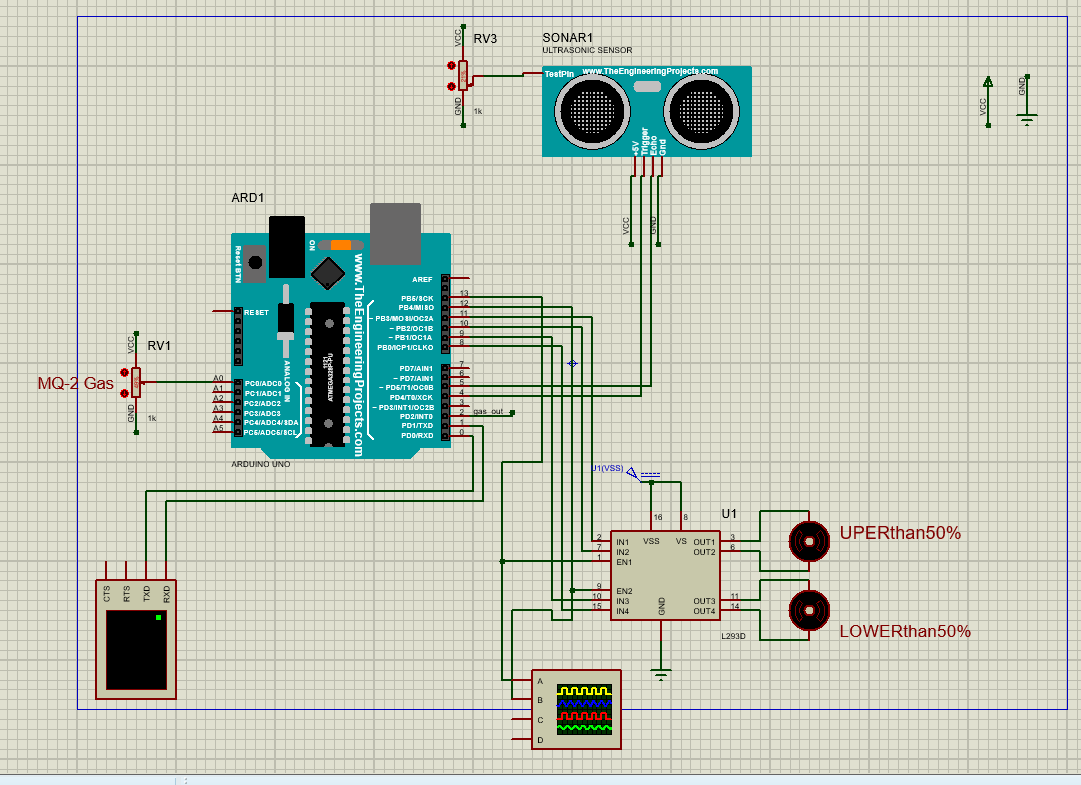 VCC
RV3
GND
1k
SONAR1
ULTRASONIC SENSOR
TestPin
www.TheEngineeringProjects.com
+5V
Trigger
Echo
Gnd
VCC
GND
VCC
GND
ARD1
Reset BTN
ON
www.TheEngineeringProjects.com
ANALOG IN
RESET
AREF
PB5/SCK 13
PB4/MISO 12
~ PB3/MOSI/OC2A 11
~ PB2/OC1B 10
~ PB1/OC1A 9
PB0/ICP1/CLKO 8
PD7/AIN1 7
~ PD7/AIN1 6
~ PD5/T1/OC0B 5
PD4/T0/XCK 4
~ PD3/INT1/OC2B 3
PD2/INT0 2
PD1/TXD 1
PD0/RXD 0
gas_out
A0 PC0/ADC0
A1 PC1/ADC1
A2 PC2/ADC2
A3 PC3/ADC3
A4 PC4/ADC4/SDA
A5 PC5/ADC5/SCL
ARDUINO UNO
VCC
RV1
MQ-2 Gas
GND
1k
CTS
RTS
TXD
RXD
U1(VSS)
U1
16
8
VSS
VS
2 IN1
7 IN2
1 EN1
9 EN2
10 IN3
15 IN4
GND
OUT1 3
OUT2 6
OUT3 11
OUT4 14
L293D
UPERthan50%
LOWERthan50%
A
B
C
D